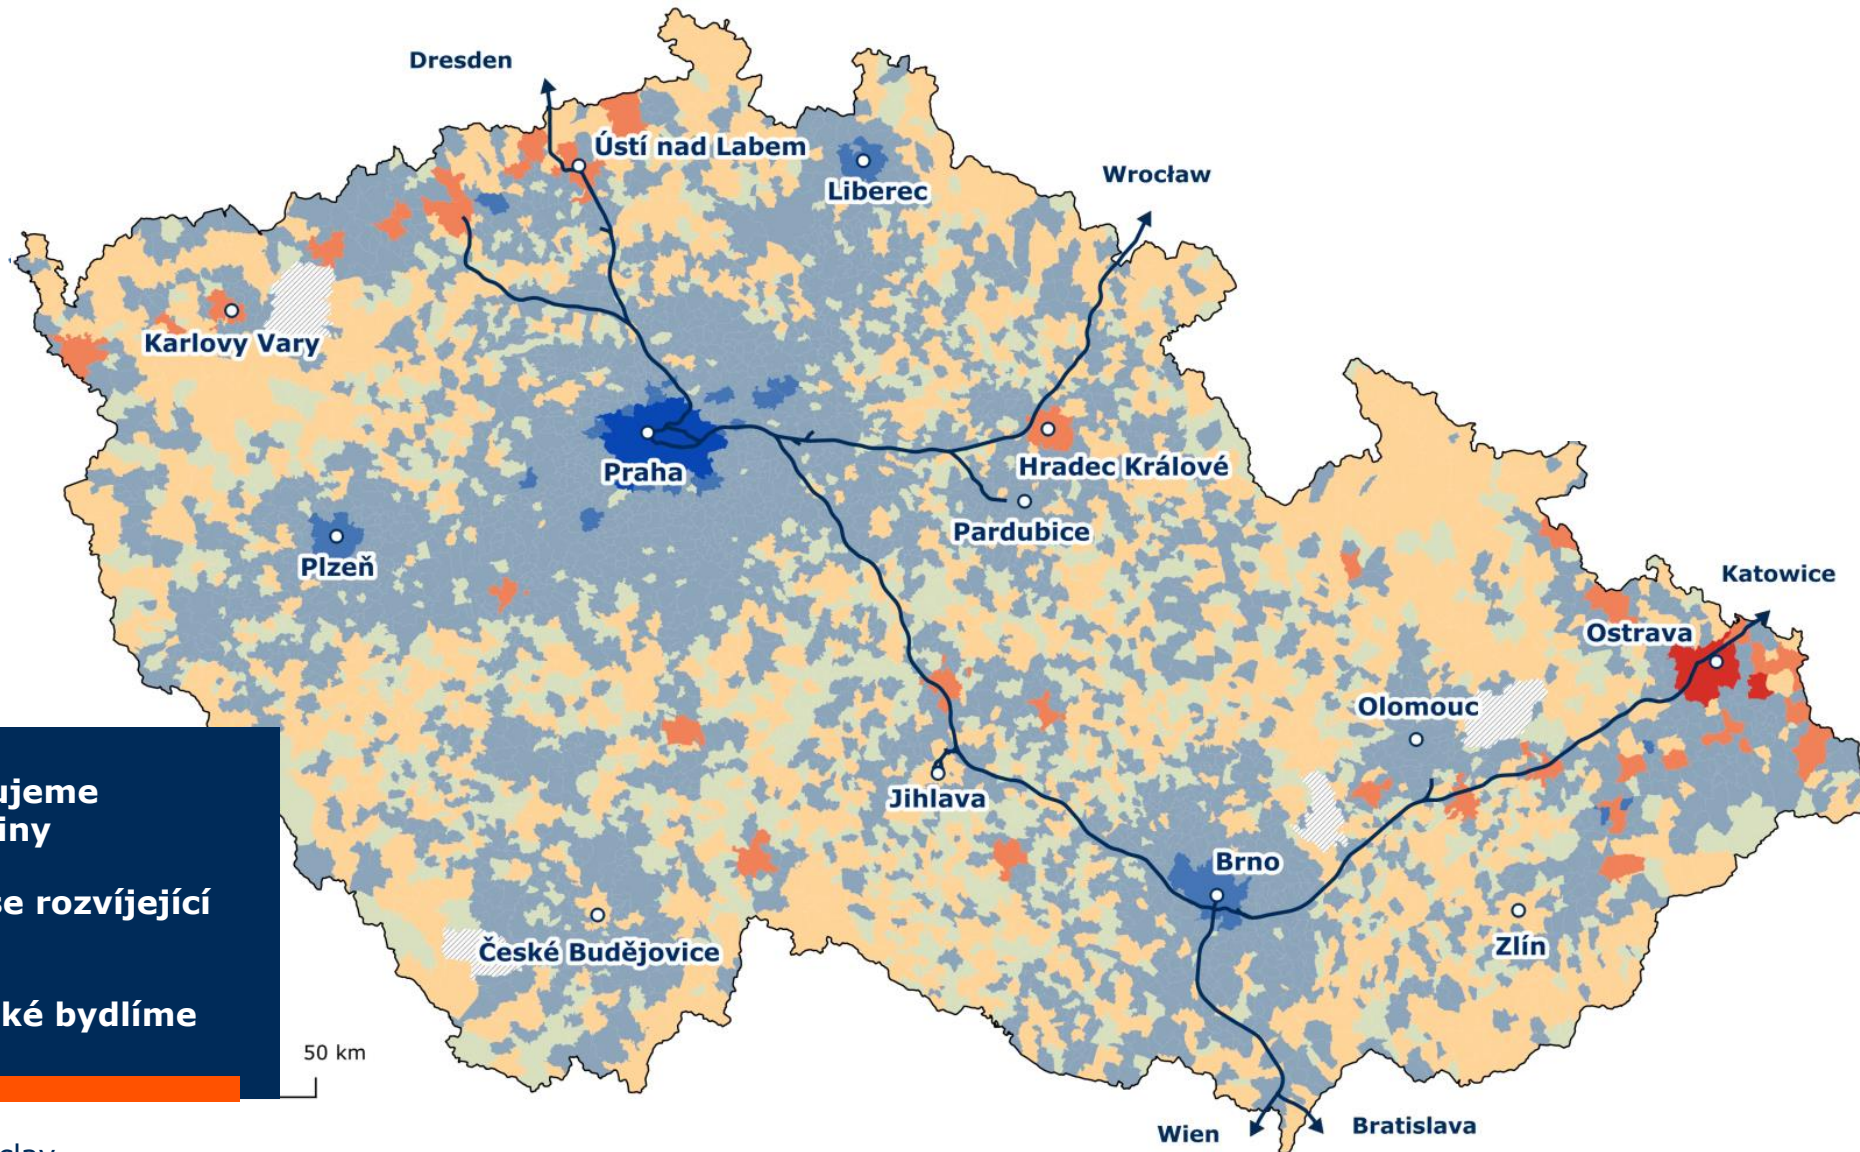 Dresden
Ústí nad Labem
Liberec
Wrocław
Karlovy Vary
Praha
Hradec Králové
Pardubice
Plzeň
Katowice
Ostrava
Olomouc
Jihlava
Brno
České Budějovice
Zlín
ujeme
iny
se rozvíjející
ké bydlíme
50 km
Wien
Bratislava